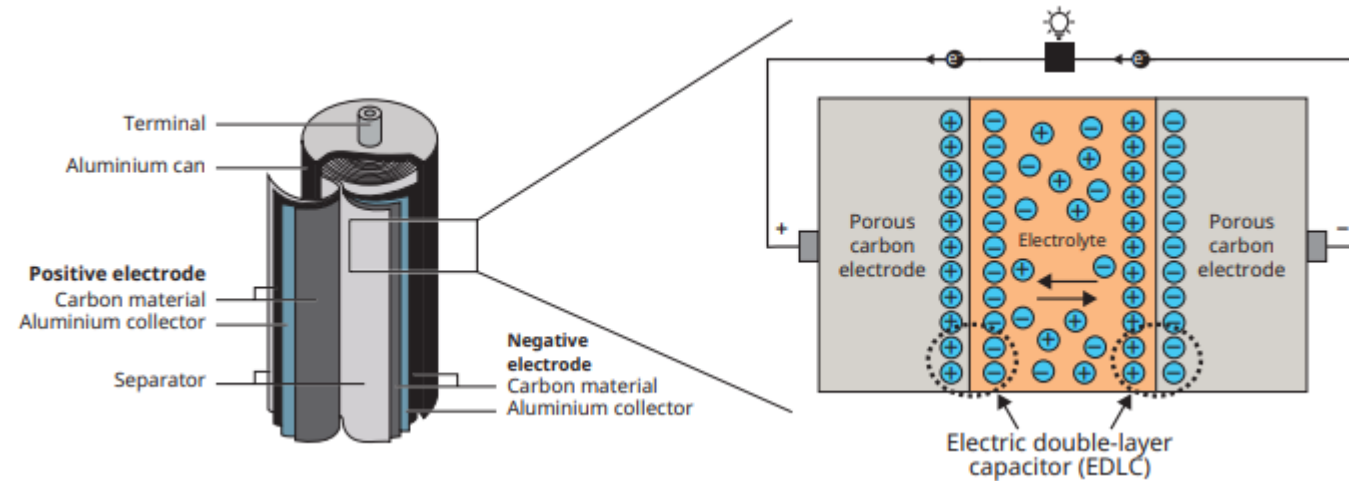 Terminal
Aluminium can
Positive electrode
Carbon material
Aluminium collector
Separator
Negative
electrode
Carbon material
Aluminium collector
e⁻
e⁻
+
−
Porous
carbon
electrode
Electrolyte
Porous
carbon
electrode
Electric double-layer
capacitor (EDLC)